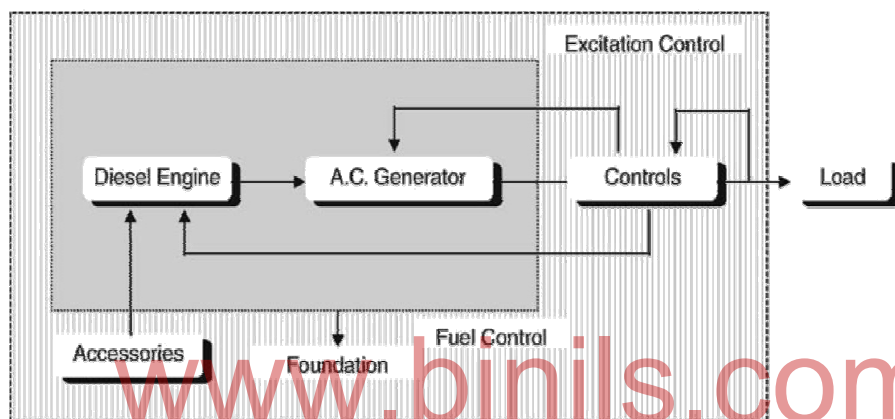 Excitation Control
Diesel Engine
A.C. Generator
Controls
Load
Fuel Control
Accessories
Foundation
www.binils.com